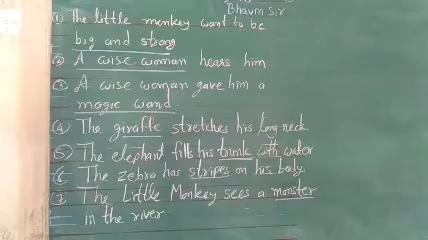 Bhavin Sir
(1) The little monkey want to be
big and strong
(2) A wise woman hears him
(3) A wise woman gave him a
magic wand.
(4) The giraffe stretches his long neck
(5) The elephant fills his trunk with water
(6 The zebra has stripes on his body.
(7) The Little Monkey sees a monster
in the river